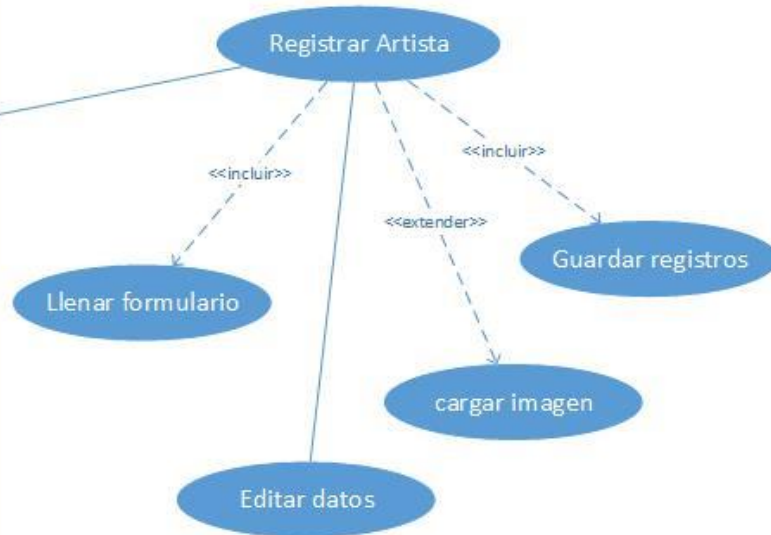 Registrar Artista
<<incluir>>
<<incluir>>
<<extender>>
Guardar registros
Llenar formulario
cargar imagen
Editar datos